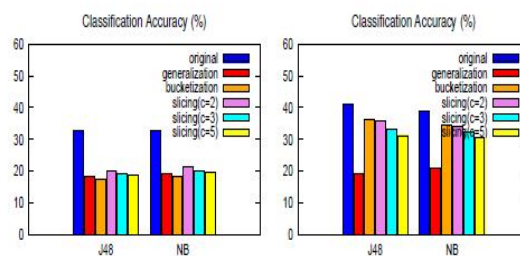 Classification Accuracy (%)
60
50
40
30
20
10
0
original
generalization
bucketization
slicing(c=2)
slicing(c=3)
slicing(c=5)
J48
NB
Classification Accuracy (%)
60
50
40
30
20
10
0
original
generalization
bucketization
slicing(c=2)
slicing(c=3)
slicing(c=5)
J48
NB